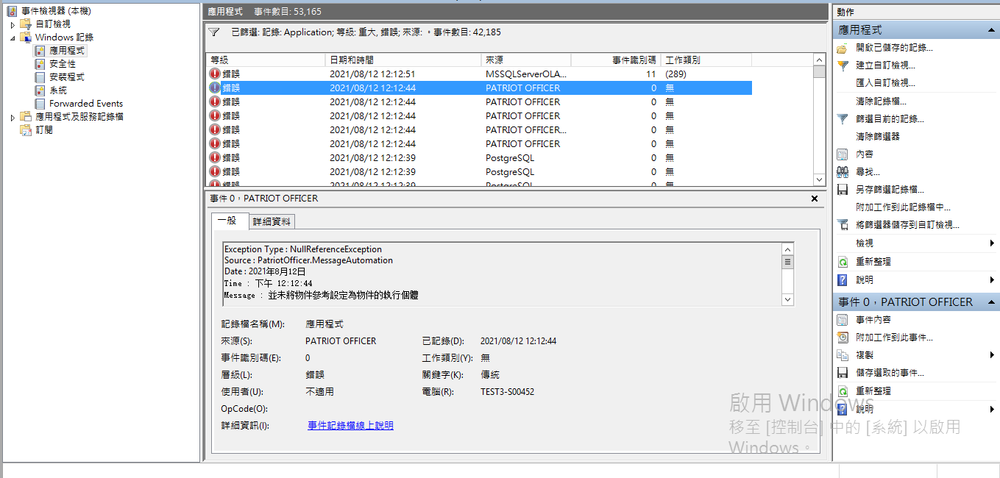 事件檢視器 (本機)
自訂檢視
Windows 記錄
應用程式
安全性
安裝程式
系統
Forwarded Events
應用程式及服務記錄檔
訂閱
應用程式 事件數目: 53,165
已篩選: 記錄: Application; 等級: 重大, 錯誤; 來源: 。事件數目: 42,185
等級 日期和時間 來源 事件識別碼 工作類別
錯誤 2021/08/12 12:12:51 MSSQLServerOLA... 11 (289)
錯誤 2021/08/12 12:12:44 PATRIOT OFFICER 0 無
錯誤 2021/08/12 12:12:44 PATRIOT OFFICER 0 無
錯誤 2021/08/12 12:12:44 PATRIOT OFFICER 0 無
錯誤 2021/08/12 12:12:44 PATRIOT OFFICER... 0 無
錯誤 2021/08/12 12:12:44 PATRIOT OFFICER 0 無
錯誤 2021/08/12 12:12:39 PostgreSQL 0 無
錯誤 2021/08/12 12:12:39 PostgreSQL 0 無
錯誤 2021/08/12 12:12:39 PostgreSQL 0 無
事件 0，PATRIOT OFFICER
一般 詳細資料
Exception Type : NullReferenceException
Source : PatriotOfficer.MessageAutomation
Date : 2021年8月12日
Time : 下午 12:12:44
Message : 並未將物件參考設定為物件的執行個體
記錄檔名稱(M): 應用程式
來源(S): PATRIOT OFFICER 已記錄(D): 2021/08/12 12:12:44
事件識別碼(E): 0 工作類別(Y): 無
層級(L): 錯誤 關鍵字(K): 傳統
使用者(U): 不適用 電腦(R): TEST3-S00452
OpCode(O):
詳細資訊(I): 事件記錄檔線上說明
動作
應用程式
開啟已儲存的記錄...
建立自訂檢視...
匯入自訂檢視...
清除記錄檔...
篩選目前的記錄...
清除篩選器
內容
尋找...
另存篩選記錄檔...
附加工作到此記錄檔中...
將篩選器儲存到自訂檢視...
檢視
重新整理
說明
事件 0，PATRIOT OFFICER
事件內容
附加工作到此事件...
複製
儲存選取的事件...
重新整理
說明
啟用 Windows
移至 [控制台] 中的 [系統] 以啟用
Windows。